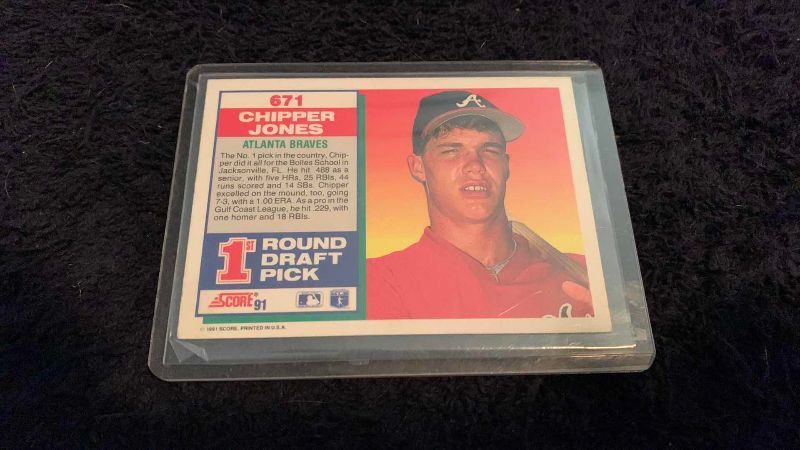 671
CHIPPER
JONES
ATLANTA BRAVES
The No. 1 pick in the country, Chip-
per did it all for the Bolles School in
Jacksonville, FL. He hit .488 as a
senior, with five HRs, 25 RBIs, 44
runs scored and 14 SBs. Chipper
excelled on the mound, too, going
7-3, with a 1.00 ERA. As a pro in the
Gulf Coast League, he hit .229, with
one homer and 18 RBIs.
1ST ROUND
DRAFT
PICK
SCORE® 91
© 1991 SCORE, PRINTED IN U.S.A.
A